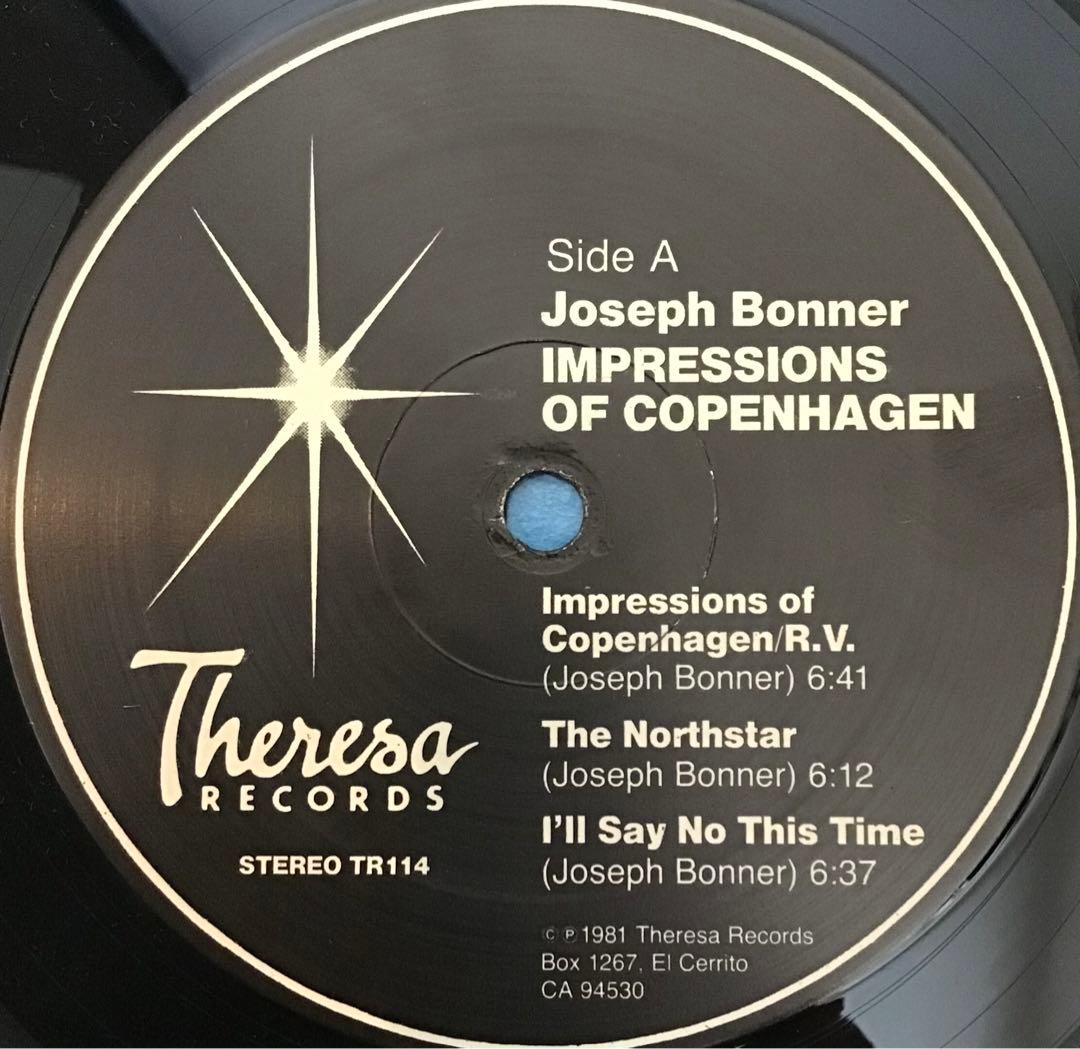 Side A
Joseph Bonner
IMPRESSIONS
OF COPENHAGEN
Impressions of
Copenhagen/R.V.
(Joseph Bonner) 6:41
The Northstar
(Joseph Bonner) 6:12
I'll Say No This Time
(Joseph Bonner) 6:37
Theresa
RECORDS
STEREO TR114
© ℗ 1981 Theresa Records
Box 1267, El Cerrito
CA 94530